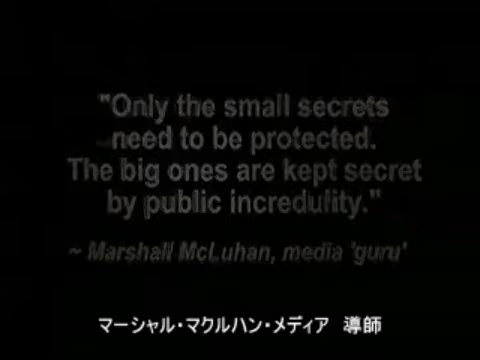 "Only the small secrets
need to be protected.
The big ones are kept secret
by public incredulity."
~ Marshall McLuhan, media 'guru'
マーシャル・マクルハン・メディア　導師